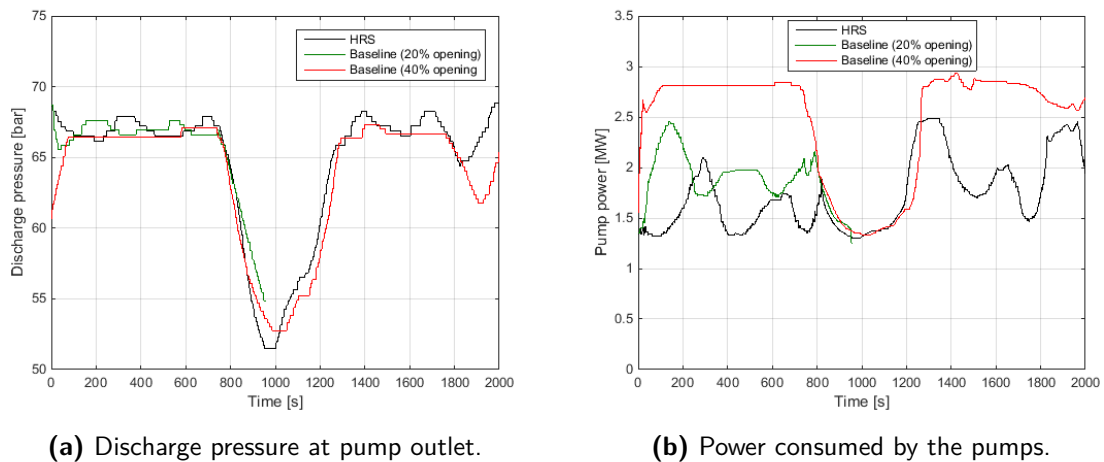 75
70
65
60
55
50
Discharge pressure [bar]
HRS
Baseline (20% opening)
Baseline (40% opening
0 200 400 600 800 1000 1200 1400 1600 1800 2000
Time [s]
(a) Discharge pressure at pump outlet.
3.5
3
2.5
2
1.5
1
0.5
0
Pump power [MW]
HRS
Baseline (20% opening)
Baseline (40% opening)
0 200 400 600 800 1000 1200 1400 1600 1800 2000
Time [s]
(b) Power consumed by the pumps.